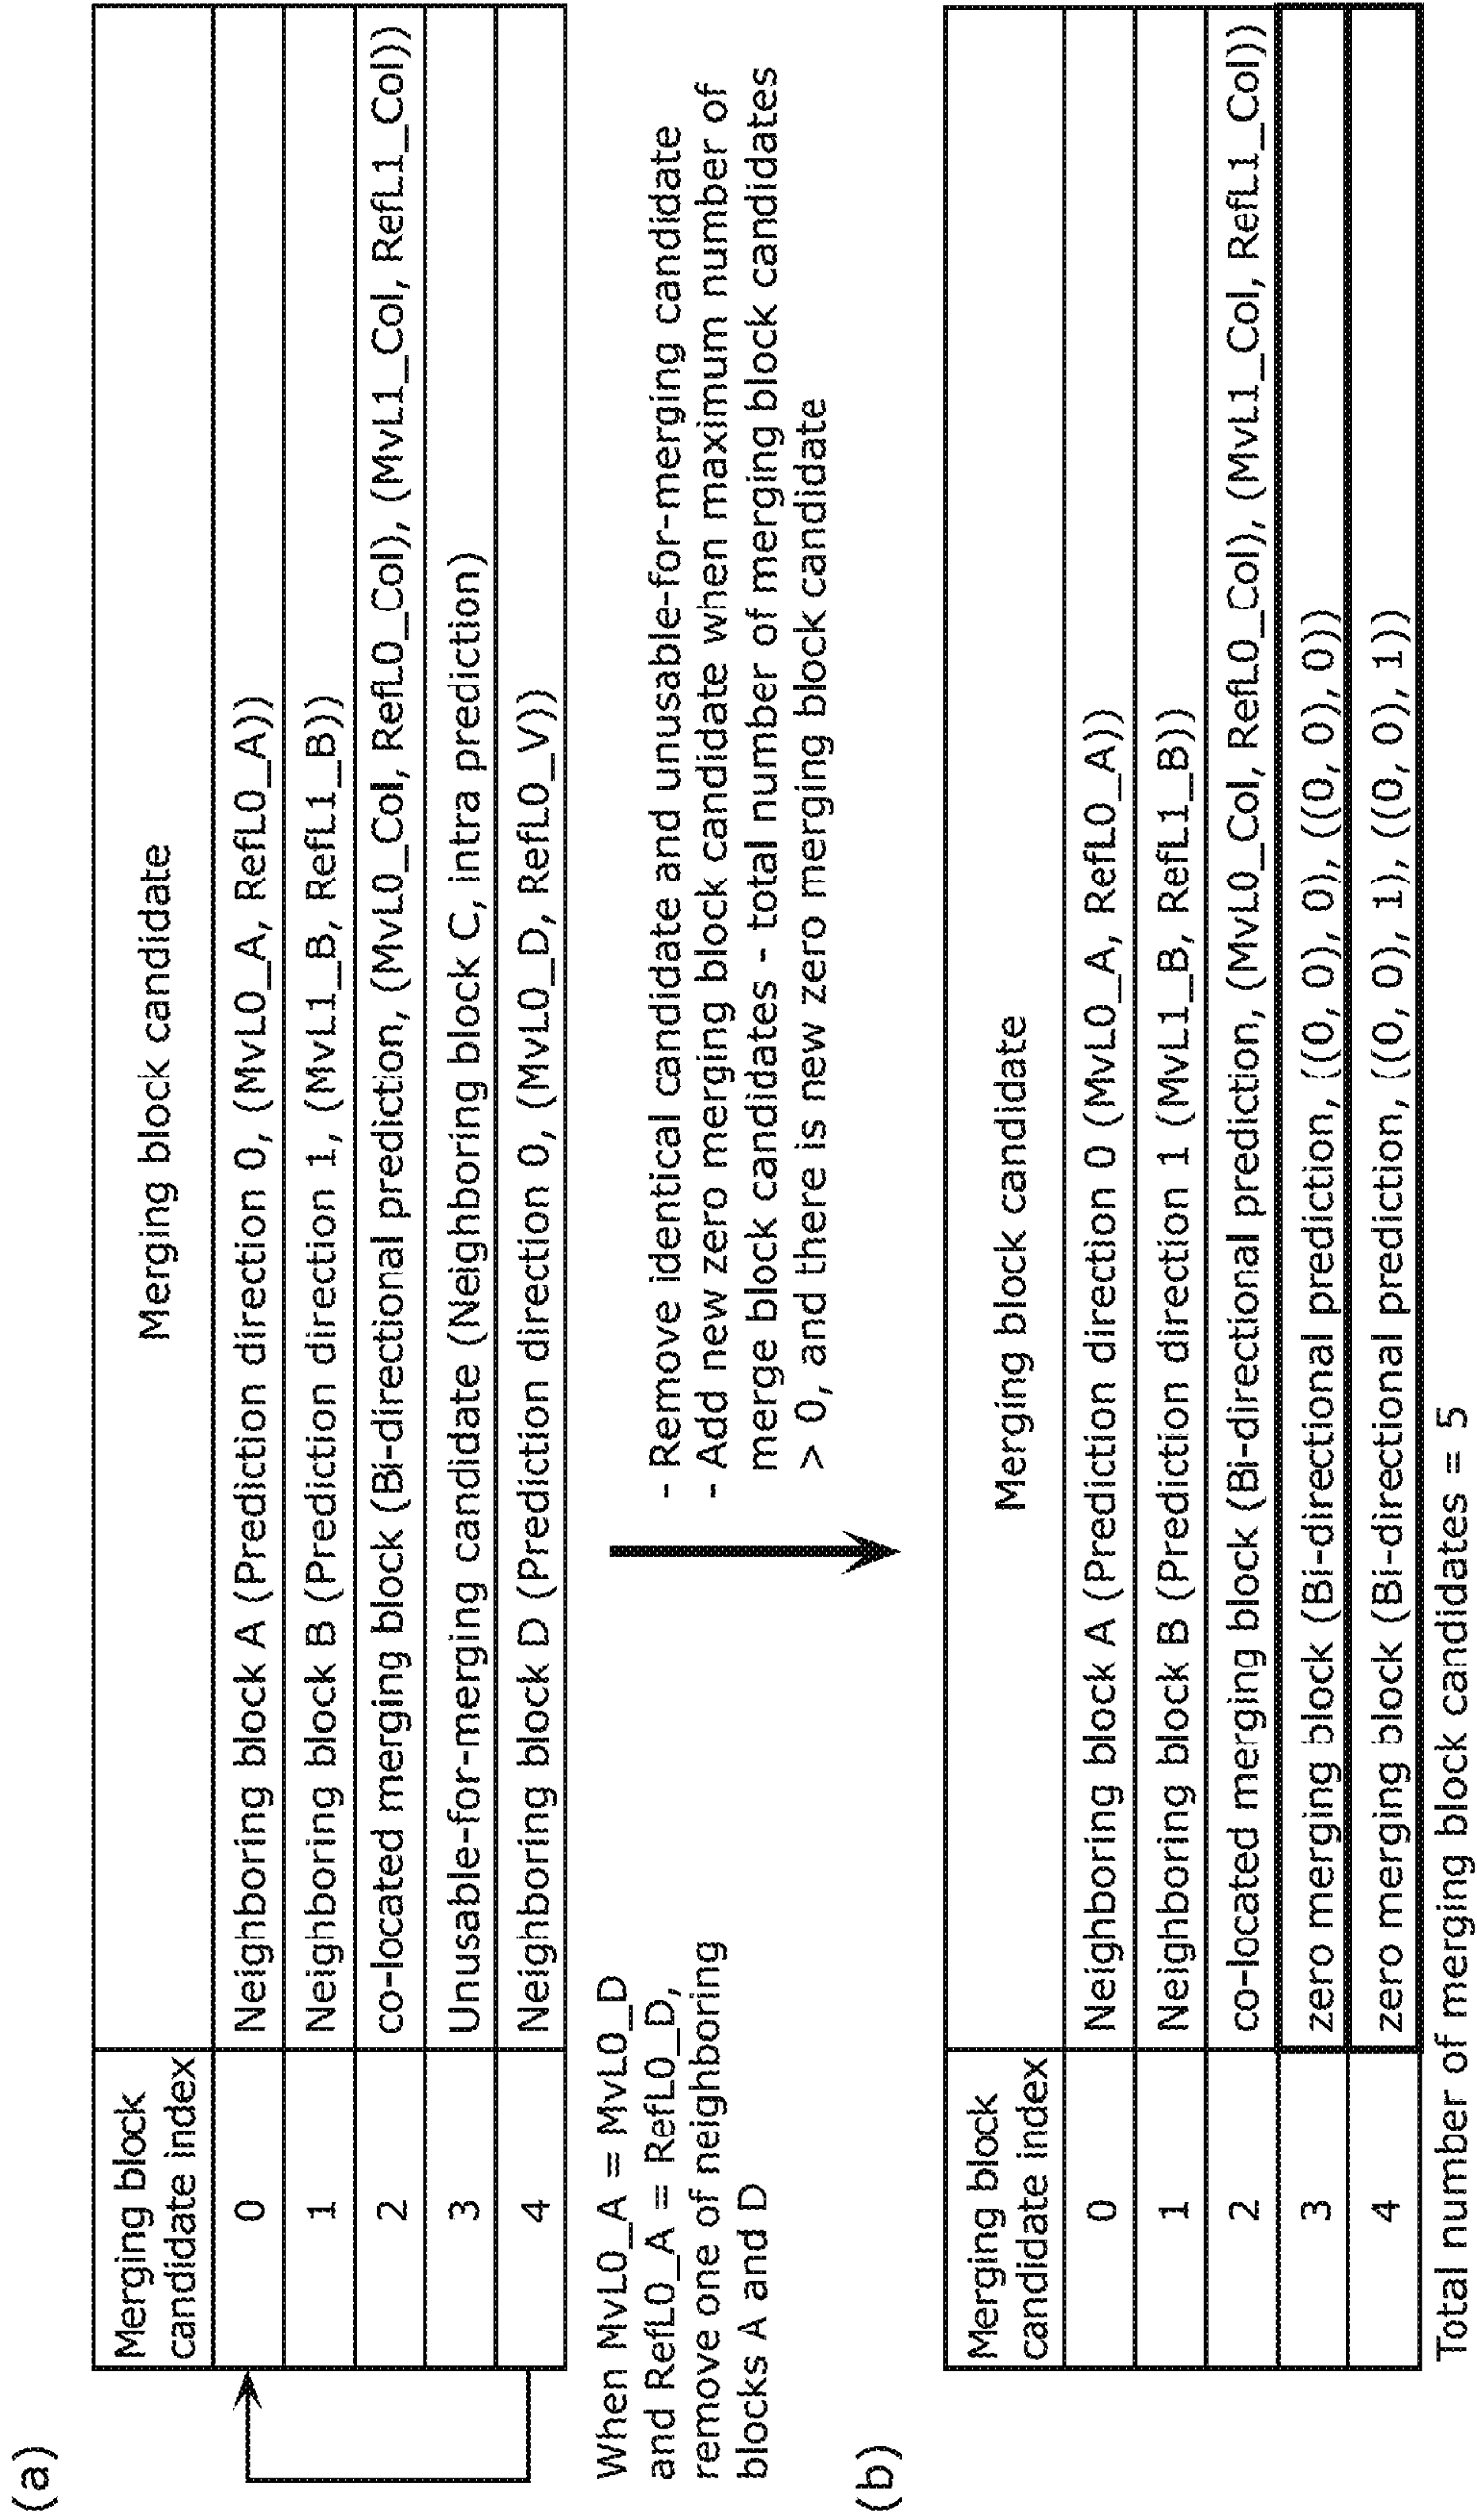 (a)
Merging block
candidate index
Merging block candidate
0
Neighboring block A (Prediction direction 0, (MvL0_A, RefL0_A))
1
Neighboring block B (Prediction direction 1, (MvL1_B, RefL1_B))
2
co-located merging block (Bi-directional prediction, (MvL0_Col, RefL0_Col), (MvL1_Col, RefL1_Col))
3
Unusable-for-merging candidate (Neighboring block C, intra prediction)
4
Neighboring block D (Prediction direction 0, (MvL0_D, RefL0_V))
When MvL0_A = MvL0_D
and RefL0_A = RefL0_D,
remove one of neighboring
blocks A and D
- Remove identical candidate and unusable-for-merging candidate
- Add new zero merging block candidate when maximum number of
merge block candidates - total number of merging block candidates
> 0, and there is new zero merging block candidate
(b)
Merging block
candidate index
Merging block candidate
0
Neighboring block A (Prediction direction 0 (MvL0_A, RefL0_A))
1
Neighboring block B (Prediction direction 1 (MvL1_B, RefL1_B))
2
co-located merging block (Bi-directional prediction, (MvL0_Col, RefL0_Col), (MvL1_Col, RefL1_Col))
3
zero merging block (Bi-directional prediction, ((0, 0), 0), ((0, 0), 0))
4
zero merging block (Bi-directional prediction, ((0, 0), 1), ((0, 0), 1))
Total number of merging block candidates = 5